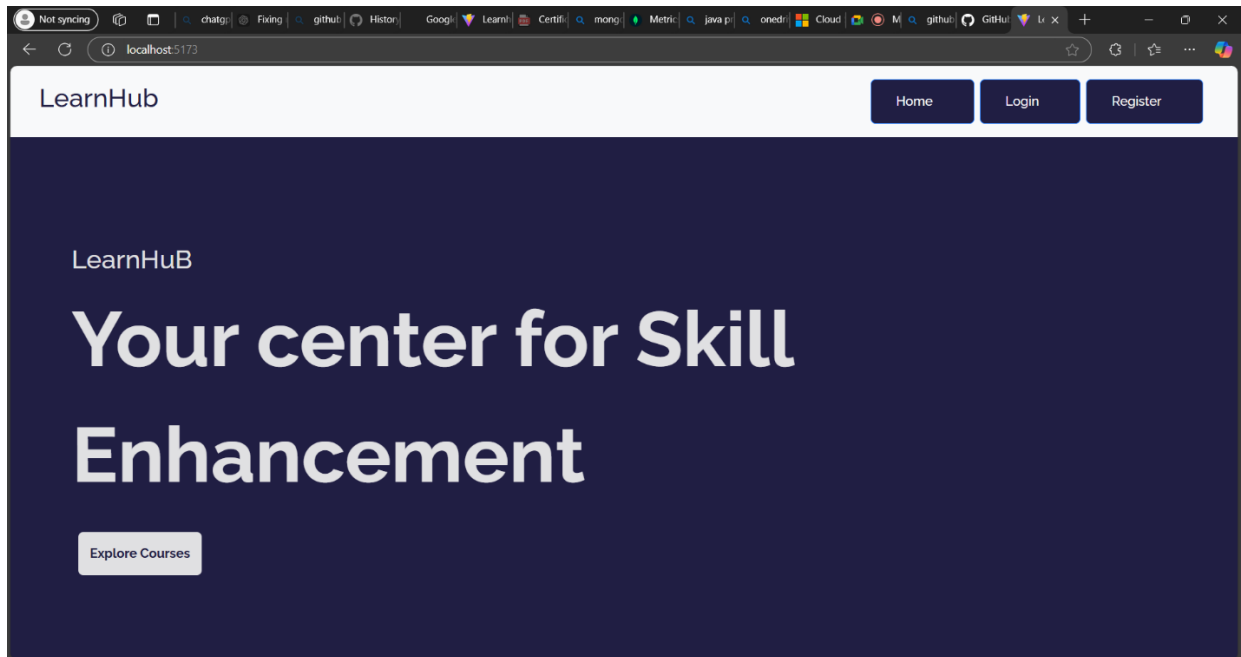 Not syncing chatgp Fixing github Histor Googl Learnh Certifi mong Metric java p onedri Cloud M github GitHub
localhost:5173
LearnHub Home Login Register
LearnHuB
Your center for Skill
Enhancement
Explore Courses